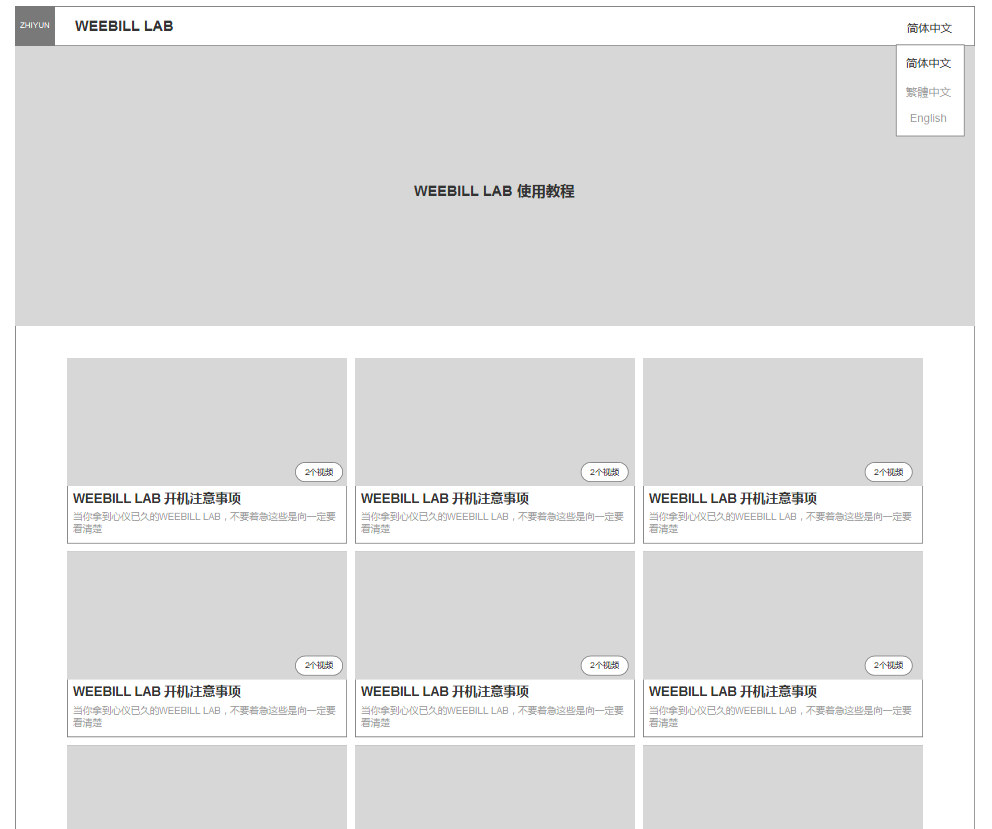 ZHIYUN
WEEBILL LAB
简体中文
简体中文
繁體中文
English
WEEBILL LAB 使用教程
2个视频
2个视频
2个视频
WEEBILL LAB 开机注意事项
当你拿到心仪已久的WEEBILL LAB，不要着急这些是向一定要
看清楚
WEEBILL LAB 开机注意事项
当你拿到心仪已久的WEEBILL LAB，不要着急这些是向一定要
看清楚
WEEBILL LAB 开机注意事项
当你拿到心仪已久的WEEBILL LAB，不要着急这些是向一定要
看清楚
2个视频
2个视频
2个视频
WEEBILL LAB 开机注意事项
当你拿到心仪已久的WEEBILL LAB，不要着急这些是向一定要
看清楚
WEEBILL LAB 开机注意事项
当你拿到心仪已久的WEEBILL LAB，不要着急这些是向一定要
看清楚
WEEBILL LAB 开机注意事项
当你拿到心仪已久的WEEBILL LAB，不要着急这些是向一定要
看清楚